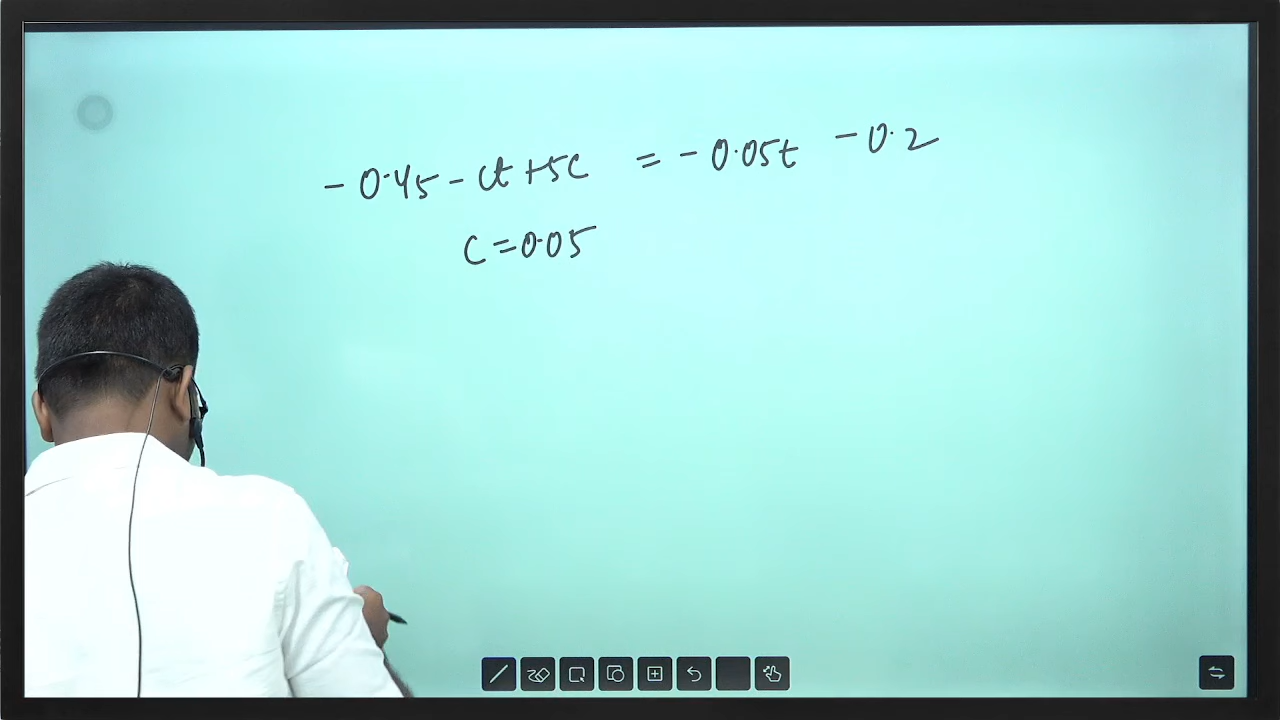 - 0.45 - ct + 5c = - 0.05t - 0.2
c = 0.05